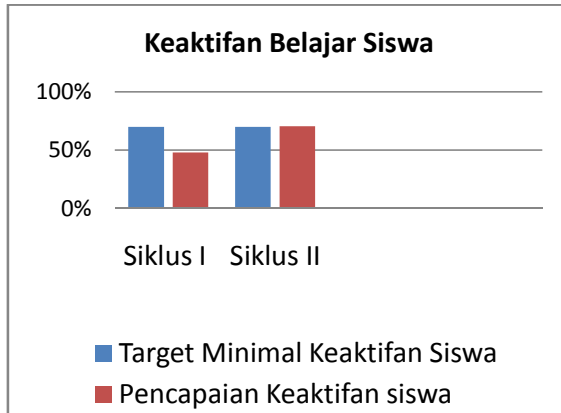 Keaktifan Belajar Siswa
100%
50%
0%
Siklus I Siklus II
Target Minimal Keaktifan Siswa
Pencapaian Keaktifan siswa